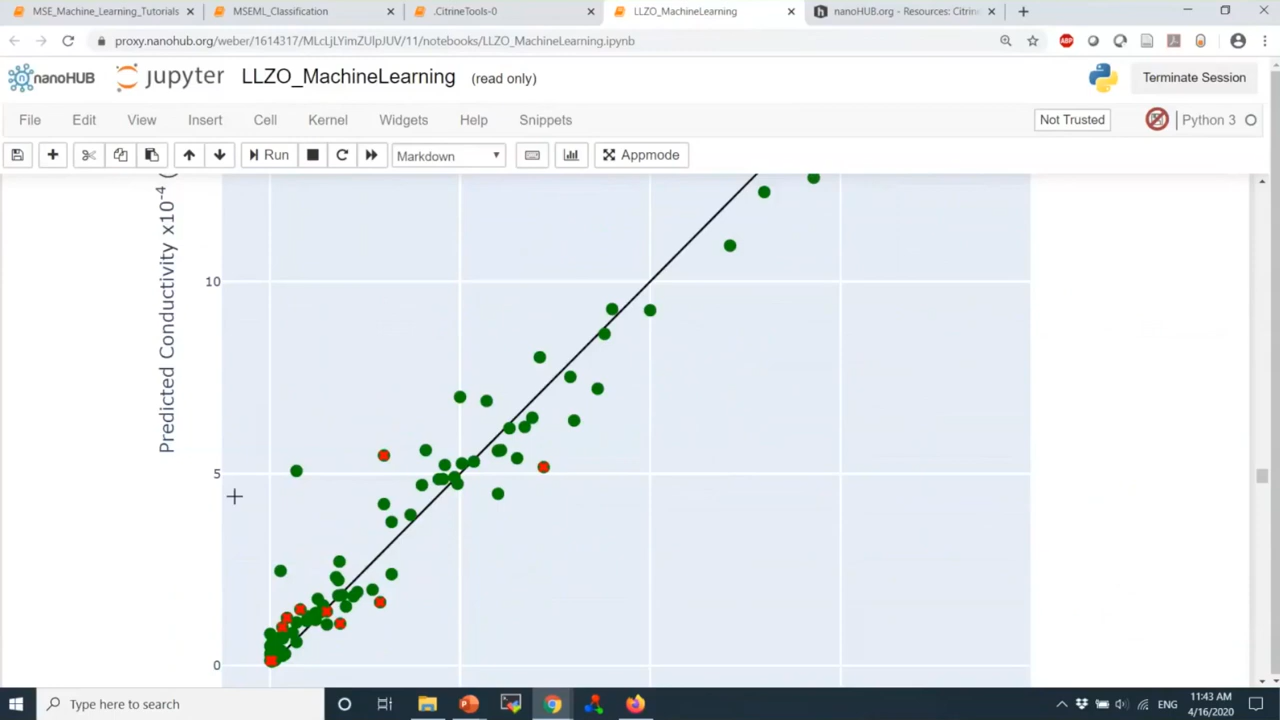 MSE_Machine_Learning_Tutorials
MSEML_Classification
.CitrineTools-0
LLZO_MachineLearning
nanoHUB.org - Resources: Citrin
proxy.nanohub.org/weber/1614317/MLcLjLYimZUlpJUV/11/notebooks/LLZO_MachineLearning.ipynb
ABP
nanoHUB
jupyter
LLZO_MachineLearning (read only)
Terminate Session
File Edit View Insert Cell Kernel Widgets Help Snippets
Not Trusted
Python 3
Run
Markdown
Appmode
Predicted Conductivity x10-4 (
10
5
0
Type here to search
ENG
11:43 AM
4/16/2020